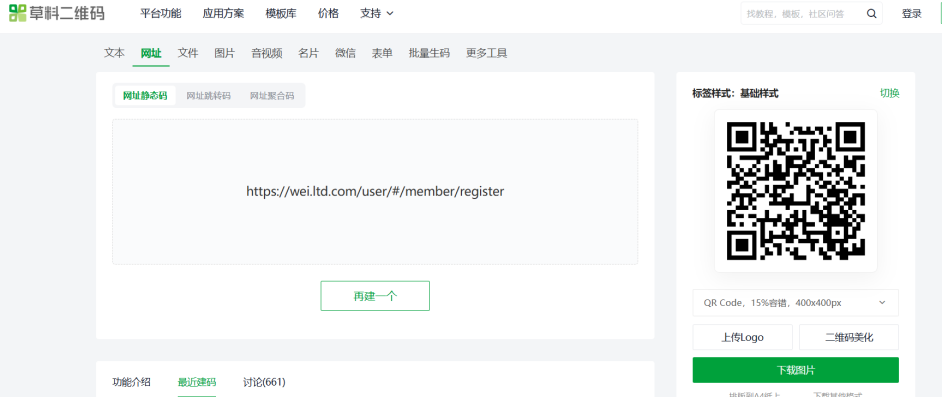 草料二维码 平台功能 应用方案 模板库 价格 支持 找教程、模板、社区问答 登录
文本 网址 文件 图片 音视频 名片 微信 表单 批量生码 更多工具
网址静态码 网址跳转码 网址聚合码
https://wei.ltd.com/user/#/member/register
再建一个
功能介绍 最近建码 讨论(661)
标签样式：基础样式 切换
QR Code，15%容错，400x400px
上传Logo 二维码美化
下载图片